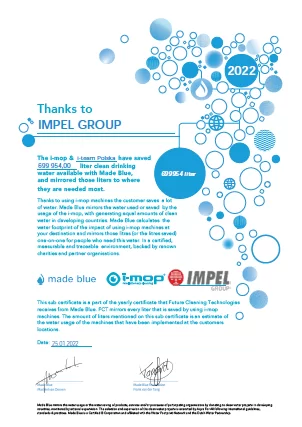 2022
Thanks to
IMPEL GROUP
The i-mop & i-team Polska have saved
699 954,00 liter clean drinking
water available with Made Blue,
and mirrored those liters to where
they are needed most.
699954 liter
Thanks to using i-mop machines the customer saves a lot
of water. Made Blue mirrors the water used or saved by the
usage of the i-mop, with generating equal amounts of clean
water in developing countries. Made Blue calculates the
water footprint of the impact of using i-mop machines at
your destination and mirrors those liters (or the liters saved)
one-on-one for people who need this water. In a certified,
measurable and traceable environment, backed by renown
charities and partner organisations.
made blue
i-mop
IMPEL
GROUP
This sub certificate is a part of the yearly certificate that Future Cleaning Technologies
receives from Made Blue. FCT mirrors every liter that is saved by using i-mop
machines. The amount of liters mentioned on this sub certificate is an estimate of
the water usage of the machines have been implemented at the customers
locations.
Date: 25.01.2022
Made Blue